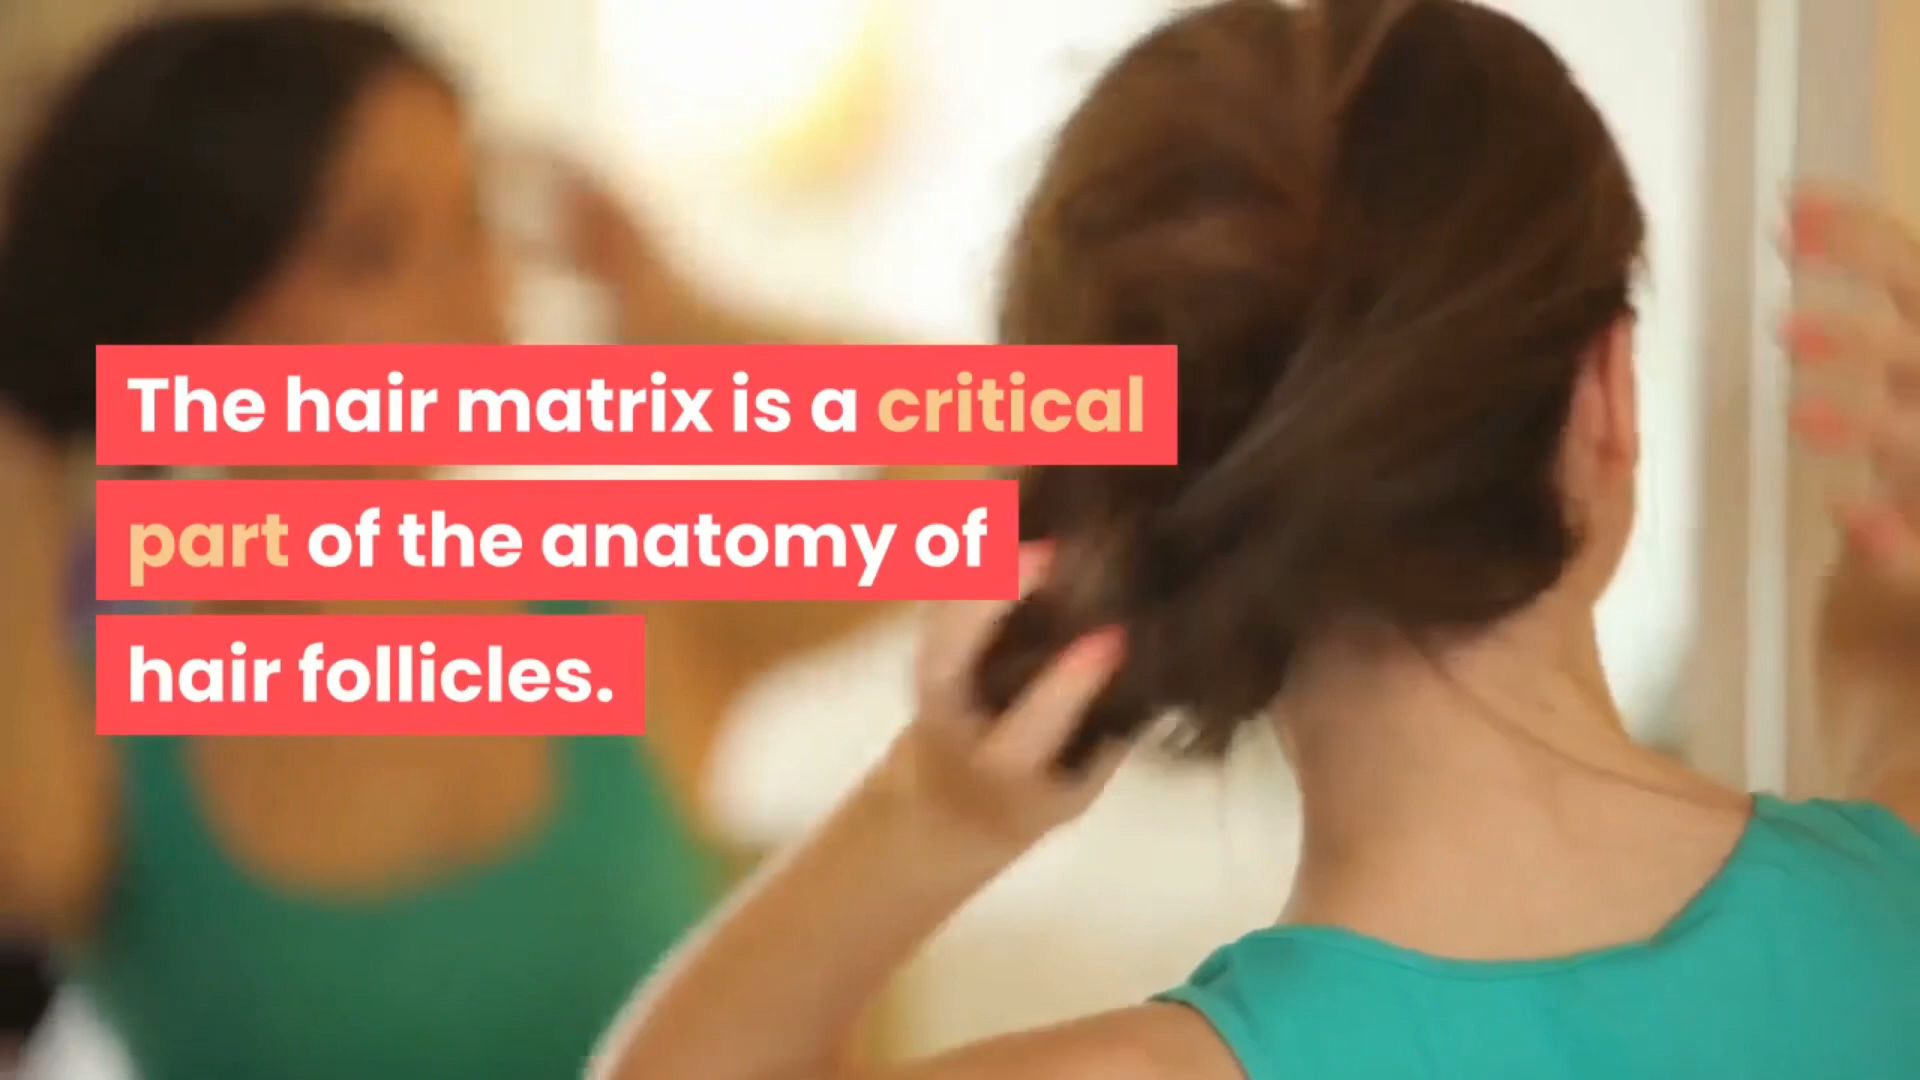 The hair matrix is a critical
part of the anatomy of
hair follicles.